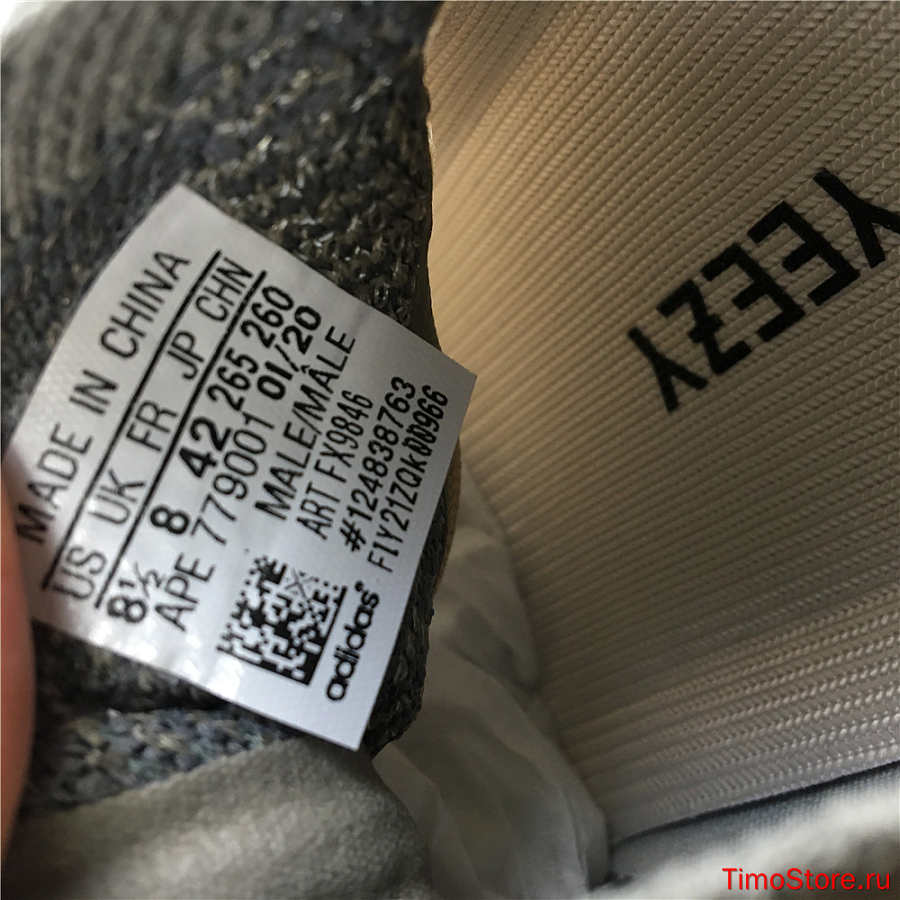 MADE IN CHINA
US UK FR JP CHN
8½ 8 42 265 260
APE 779001 01/20
MALE/MÂLE
ART FX9846
#124838763
F1Y21ZQK00966
adidas®
YEEZY
TimoStore.ru